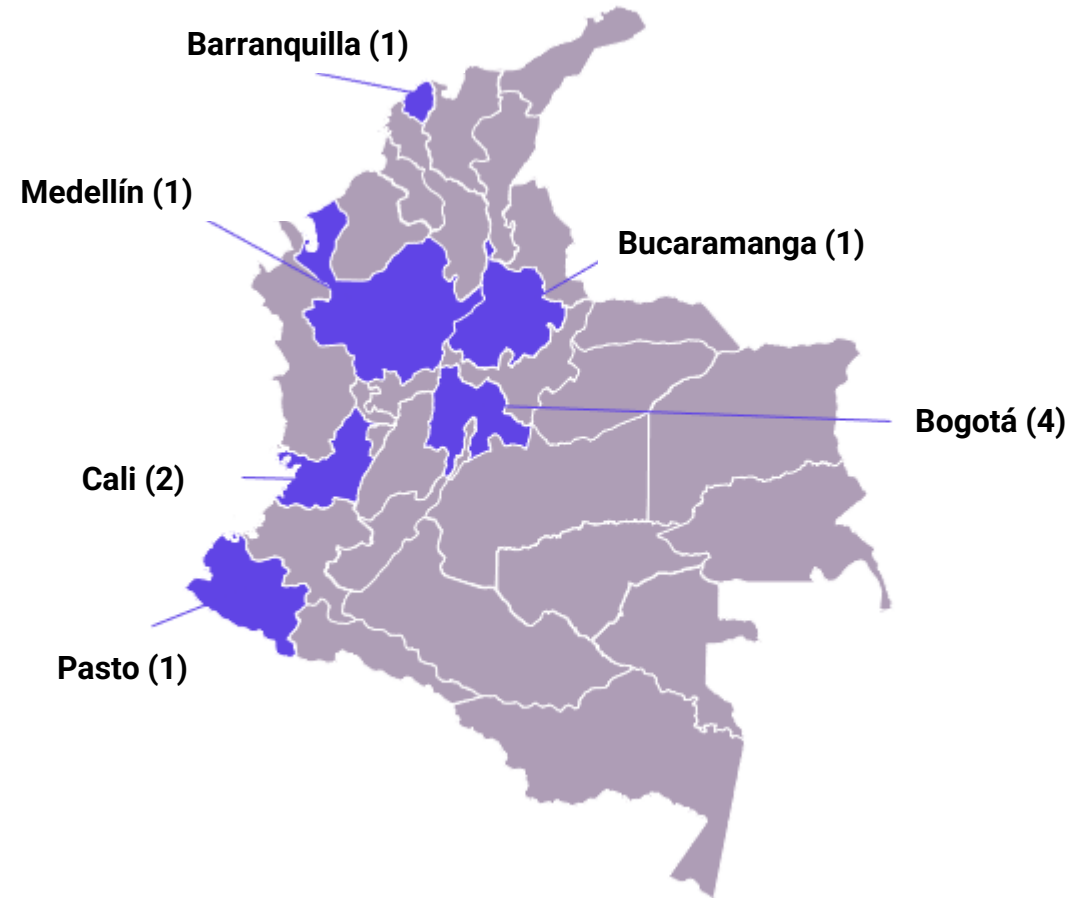 Barranquilla (1)
Medellín (1)
Bucaramanga (1)
Bogotá (4)
Cali (2)
Pasto (1)